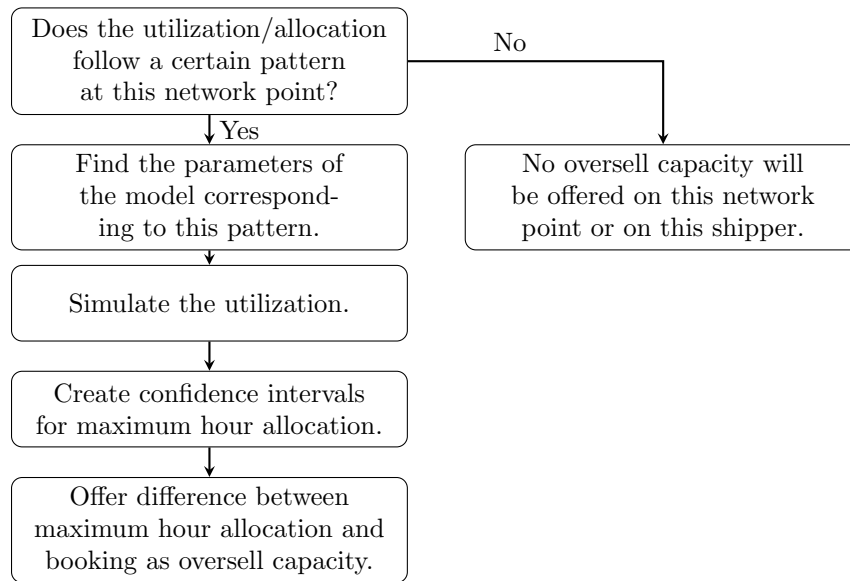 Does the utilization/allocation
follow a certain pattern
at this network point?
No
Yes
Find the parameters of
the model correspond-
ing to this pattern.
No oversell capacity will
be offered on this network
point or on this shipper.
Simulate the utilization.
Create confidence intervals
for maximum hour allocation.
Offer difference between
maximum hour allocation and
booking as oversell capacity.